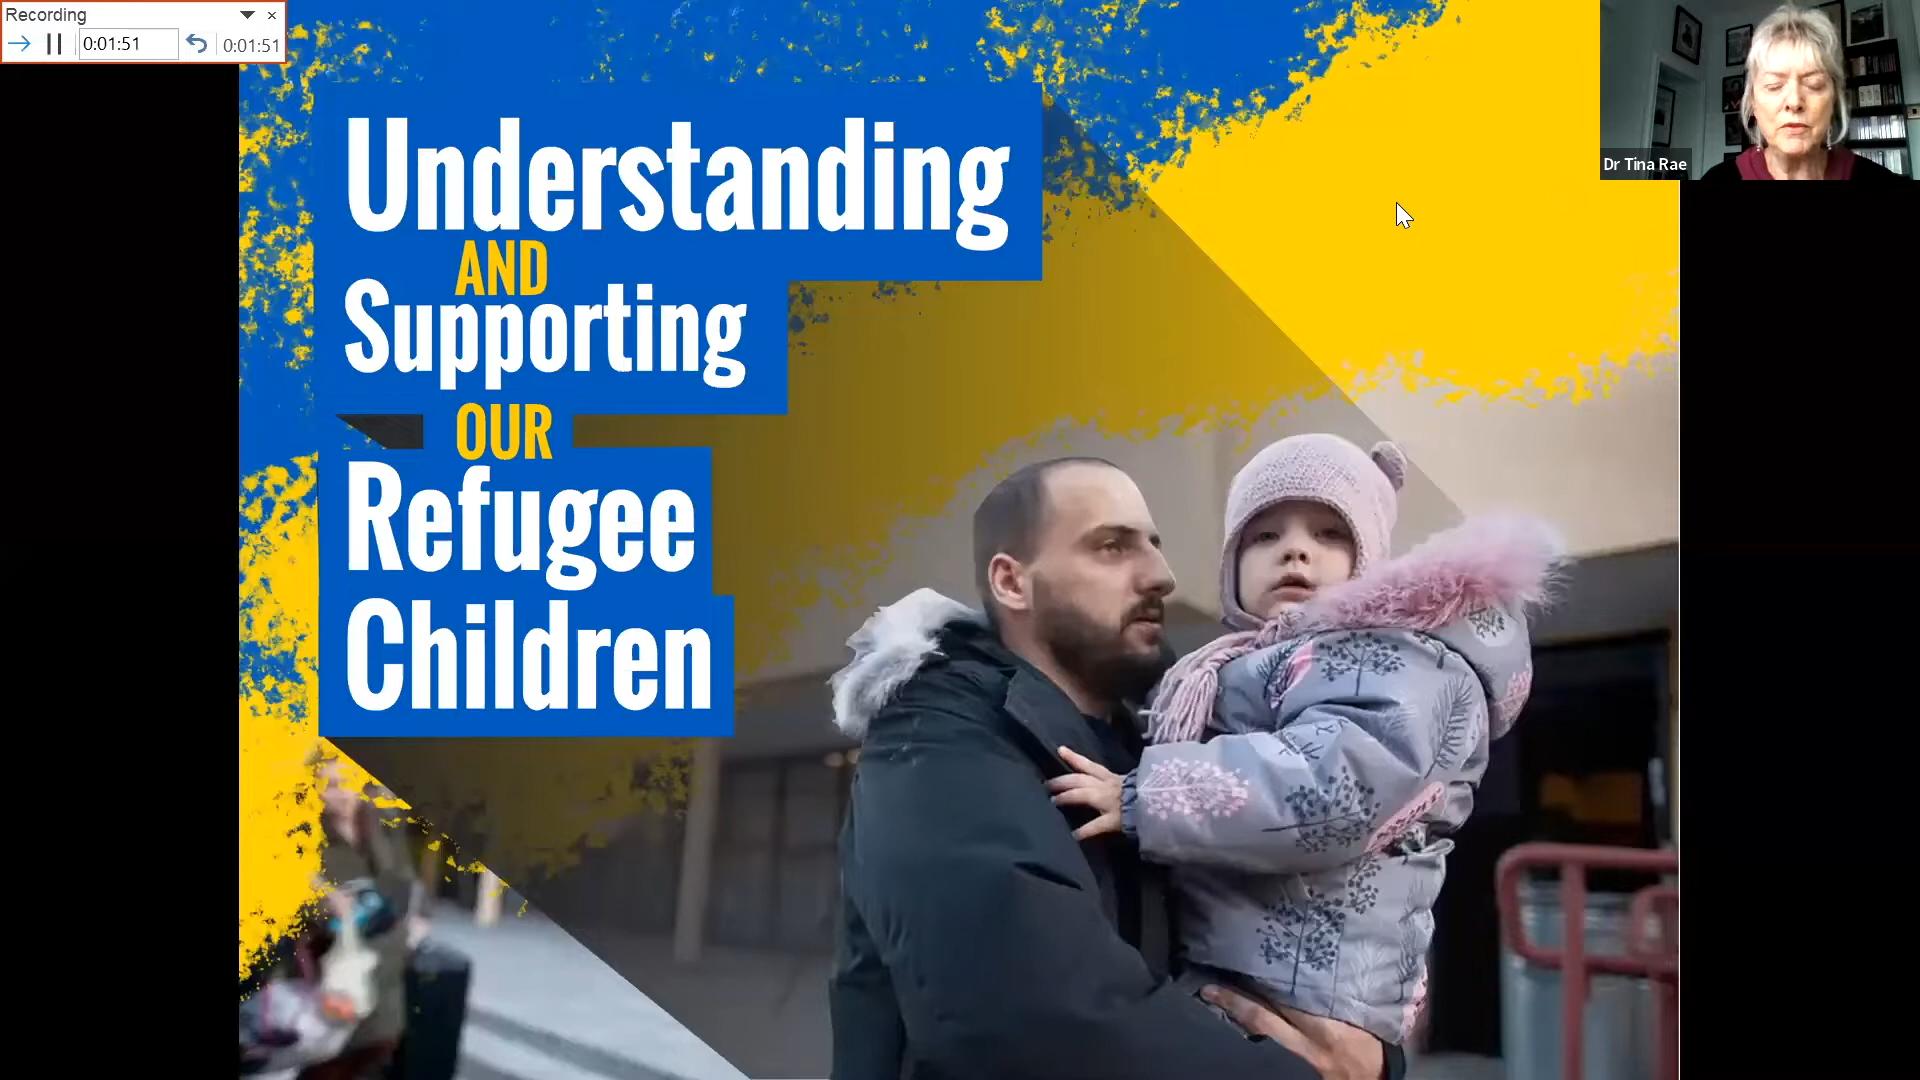 Recording
0:01:51
0:01:51
Understanding
AND
Supporting
OUR
Refugee
Children
Dr Tina Rae